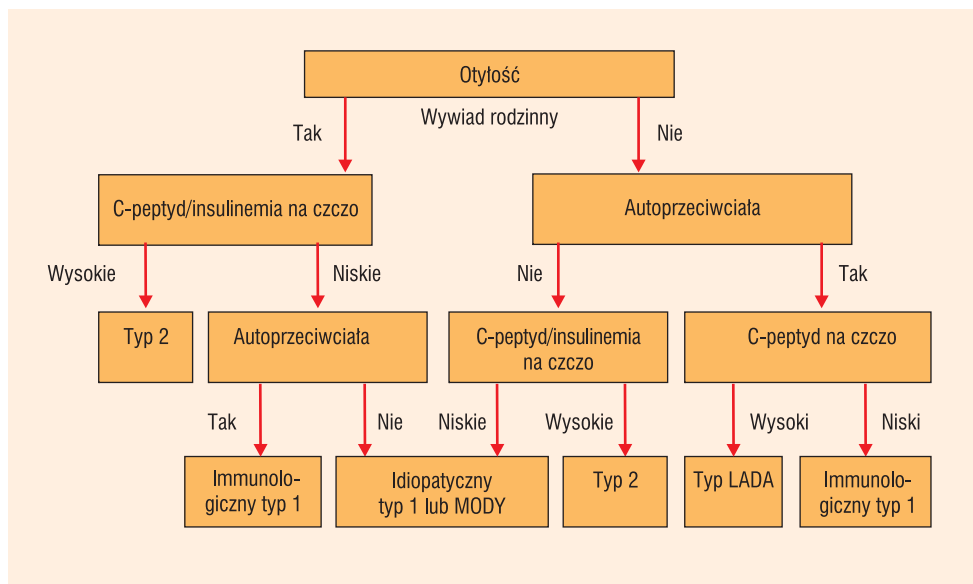 Otyłość
Wywiad rodzinny
Tak
Nie
C-peptyd/insulinemia na czczo
Autoprzeciwciała
Wysokie
Niskie
Nie
Tak
Typ 2
Autoprzeciwciała
C-peptyd/insulinemia
na czczo
C-peptyd na czczo
Tak
Nie
Niskie
Wysokie
Wysoki
Niski
Immunolo-
giczny typ 1
Idiopatyczny
typ 1 lub MODY
Typ 2
Typ LADA
Immunolo-
giczny typ 1